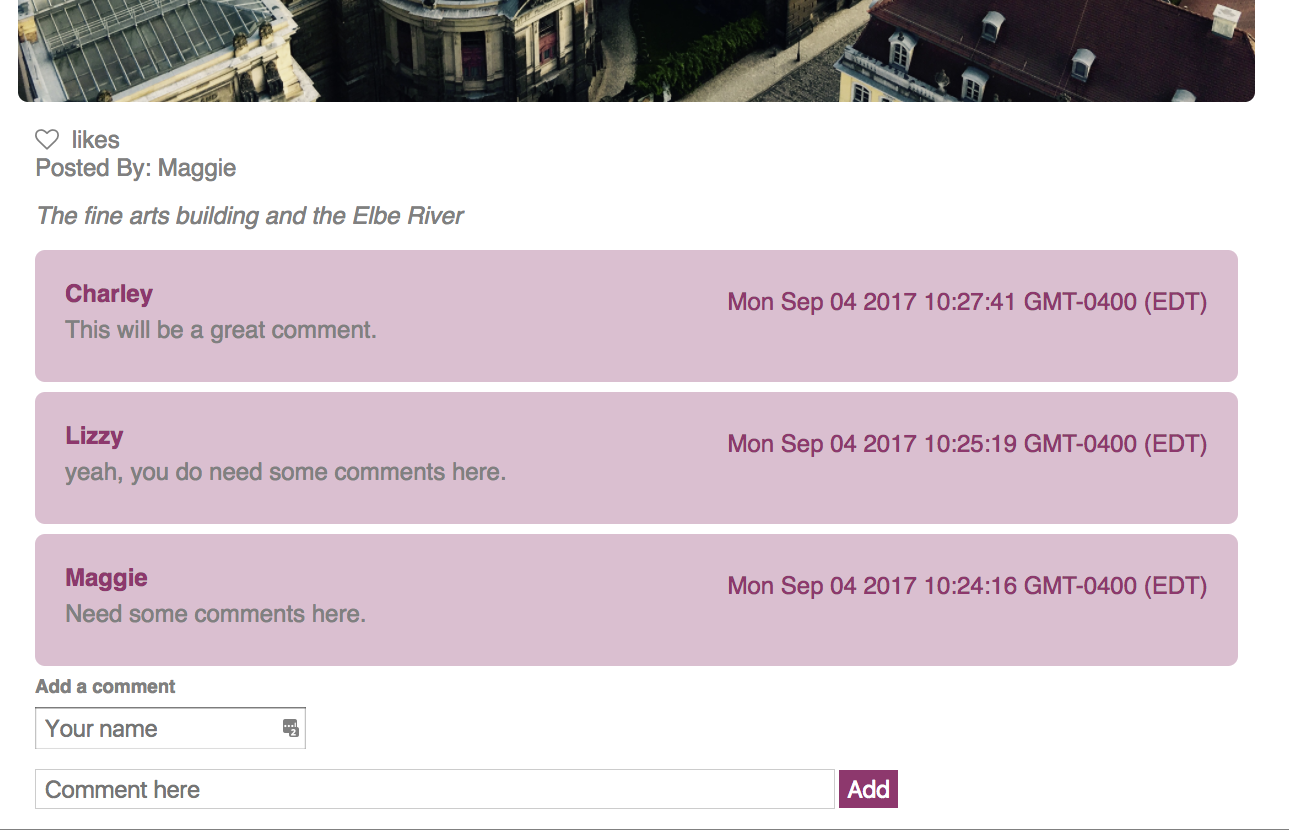 likes
Posted By: Maggie
The fine arts building and the Elbe River
Charley
Mon Sep 04 2017 10:27:41 GMT-0400 (EDT)
This will be a great comment.
Lizzy
Mon Sep 04 2017 10:25:19 GMT-0400 (EDT)
yeah, you do need some comments here.
Maggie
Mon Sep 04 2017 10:24:16 GMT-0400 (EDT)
Need some comments here.
Add a comment
Your name
2
Comment here
Add